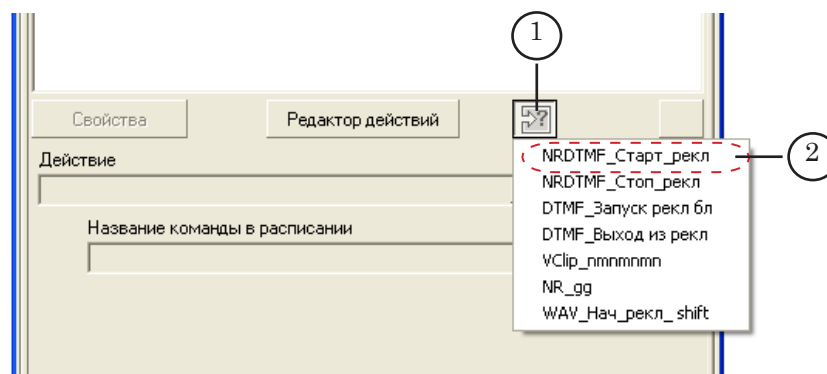 1
Свойства
Редактор действий
Действие
NRDTMF_Старт_рекл
2
NRDTMF_Стоп_рекл
DTMF_Запуск рекл бл
Название команды в расписании
DTMF_Выход из рекл
VClip_nmnmnmn
NR_gg
WAV_Нач_рекл_ shift